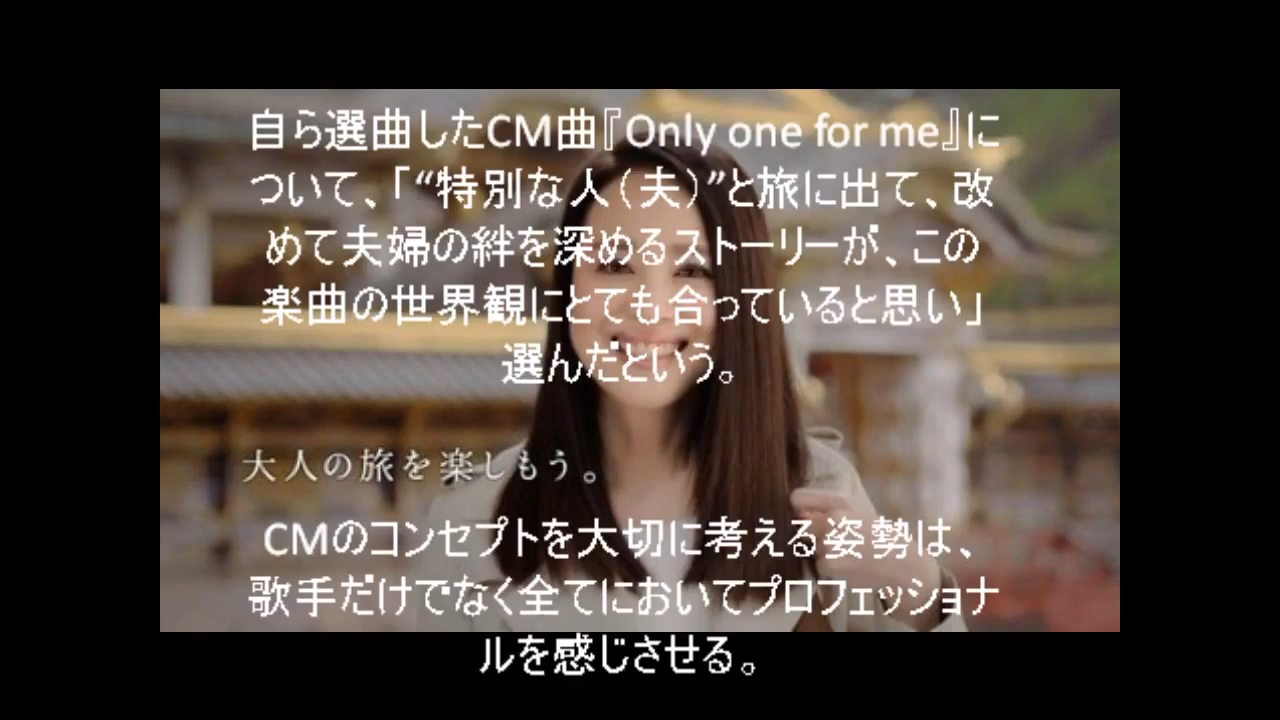 自ら選曲したCM曲『Only one for me』に
ついて、「“特別な人（夫）”と旅に出て、改
めて夫婦の絆を深めるストーリーが、この
楽曲の世界観にとても合っていると思い」
選んだという。
大人の旅を楽しもう。
CMのコンセプトを大切に考える姿勢は、
歌手だけでなく全てにおいてプロフェッショナ
ルを感じさせる。